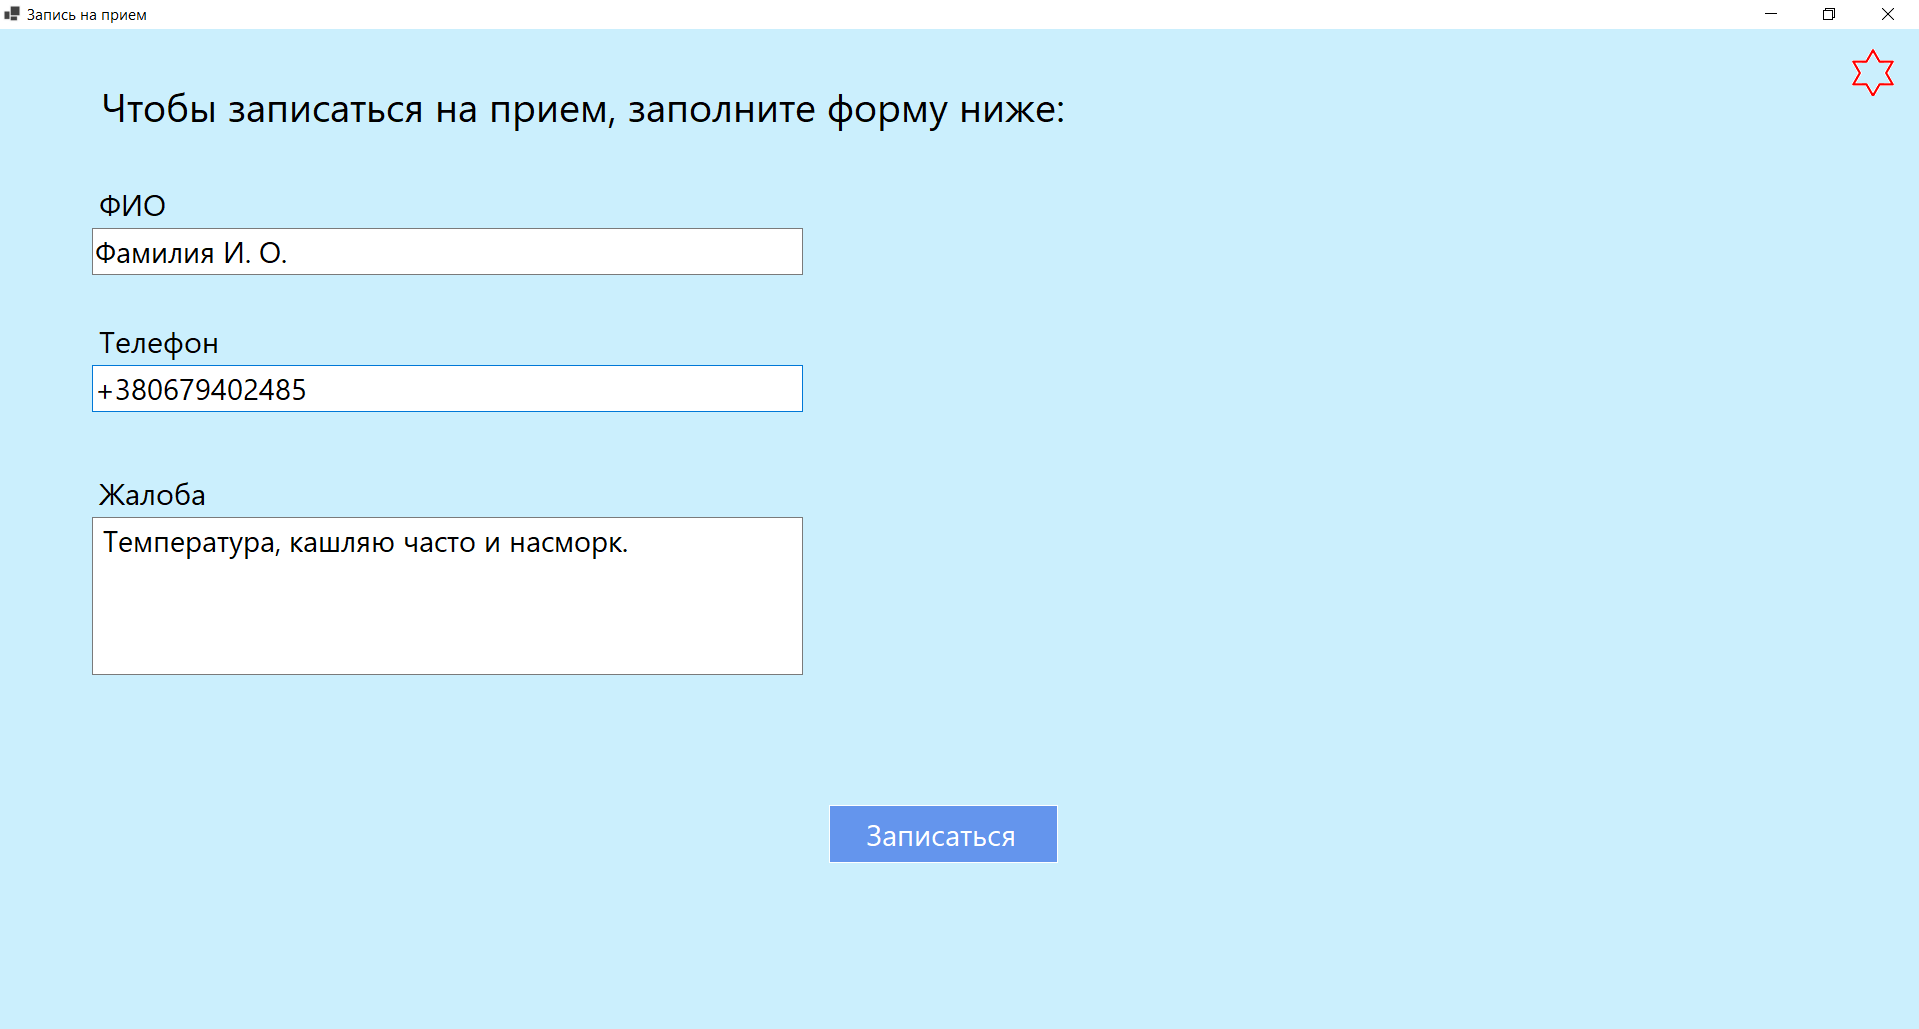 Запись на прием
Чтобы записаться на прием, заполните форму ниже:
ФИО
Фамилия И. О.
Телефон
+380679402485
Жалоба
Температура, кашляю часто и насморк.
Записаться